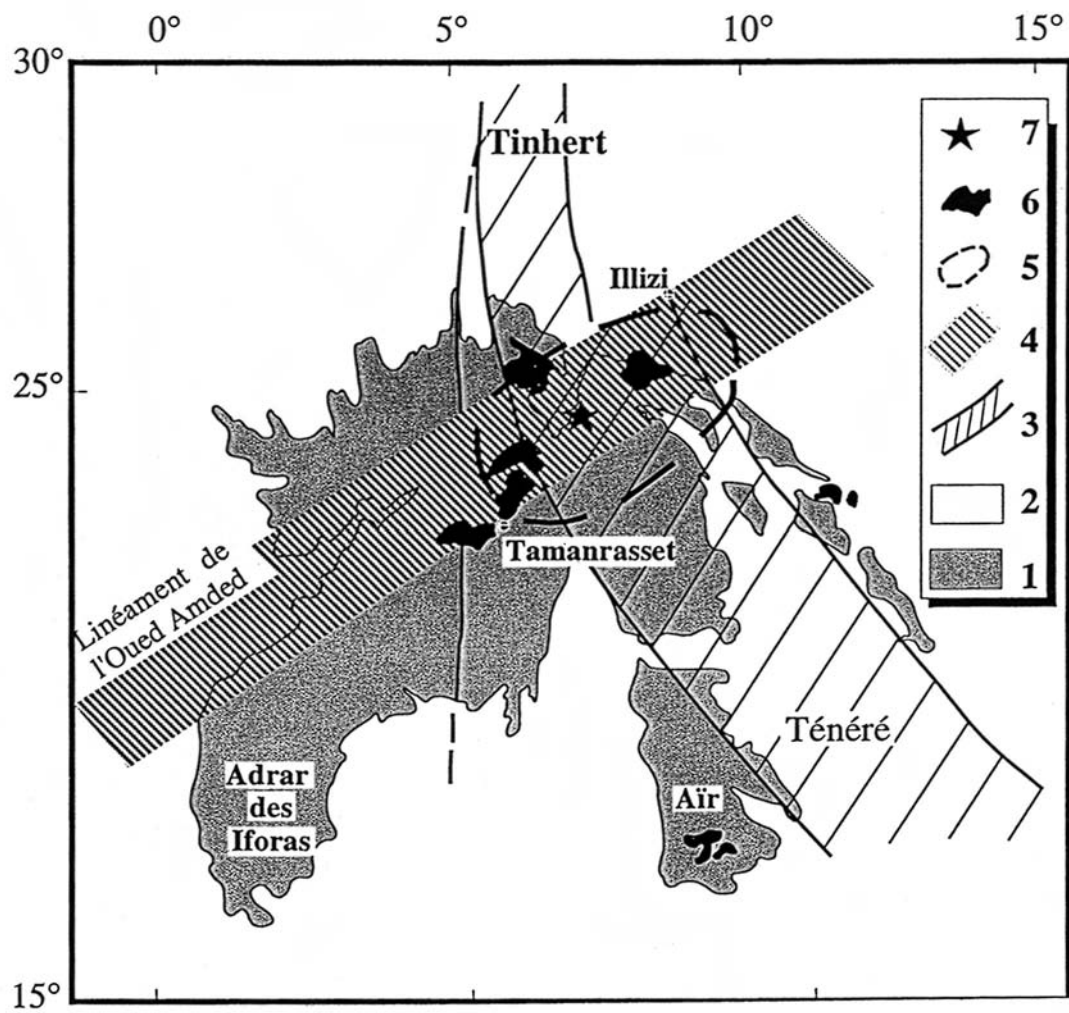 0°
5°
10°
15°
30°
25°
15°
Tinhert
Illizi
Tamanrasset
Linéament de
l'Oued Amded
Adrar
des
Iforas
Aïr
Ténéré
7
6
5
4
3
2
1